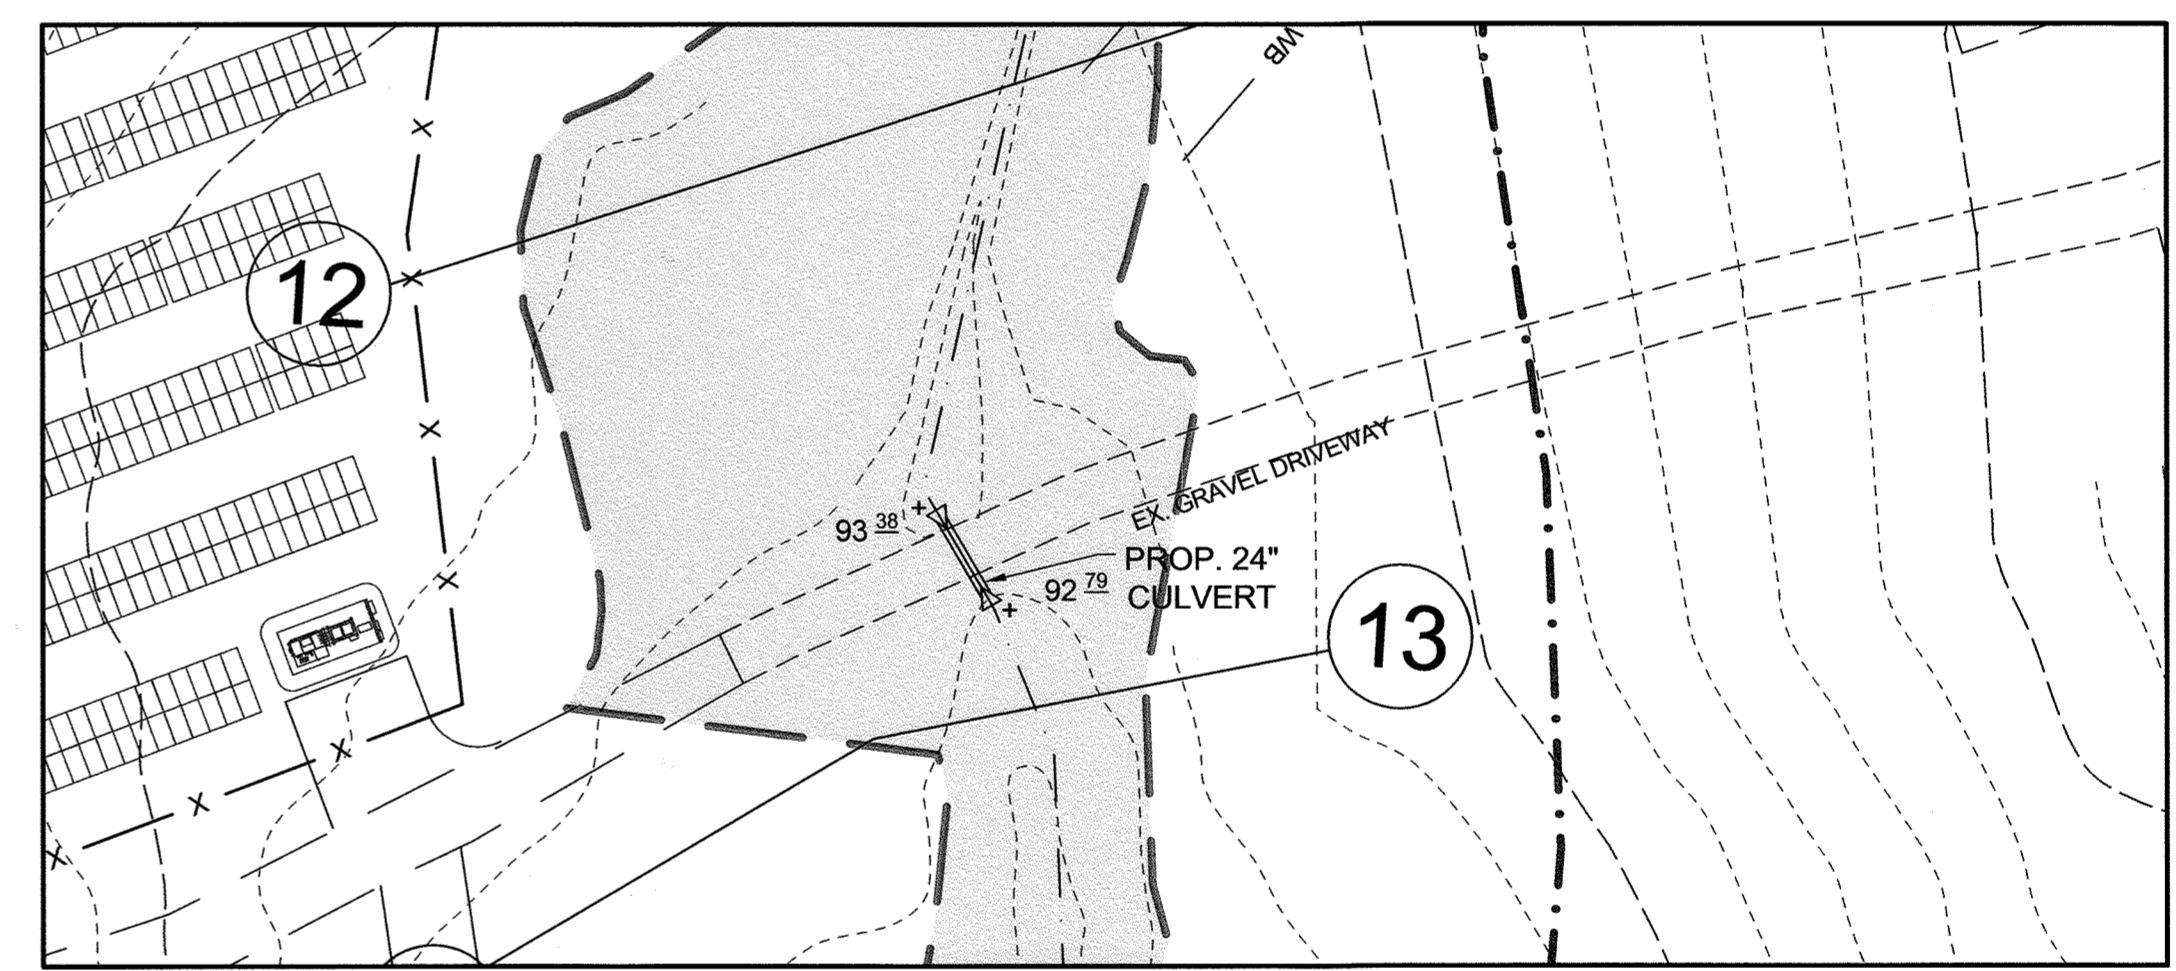 WB
12
EX. GRAVEL DRIVEWAY
93 38
PROP. 24"
92 79
CULVERT
13